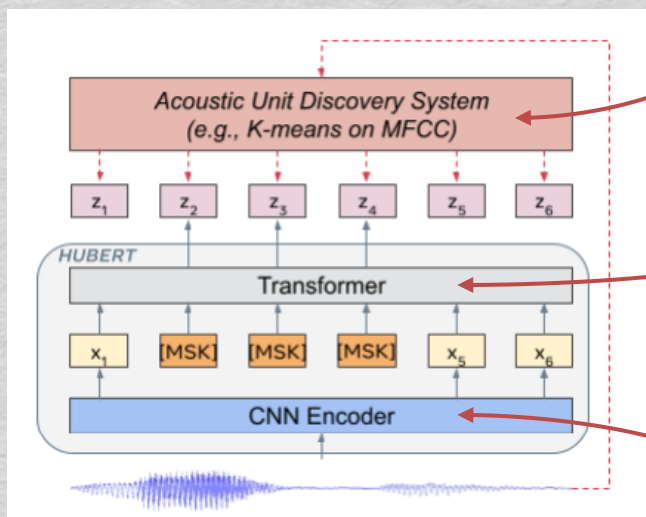 Acoustic Unit Discovery System
(e.g., K-means on MFCC)
z₁ z₂ z₃ z₄ z₅ z₆
HUBERT
Transformer
x₁ [MSK] [MSK] [MSK] x₅ x₆
CNN Encoder